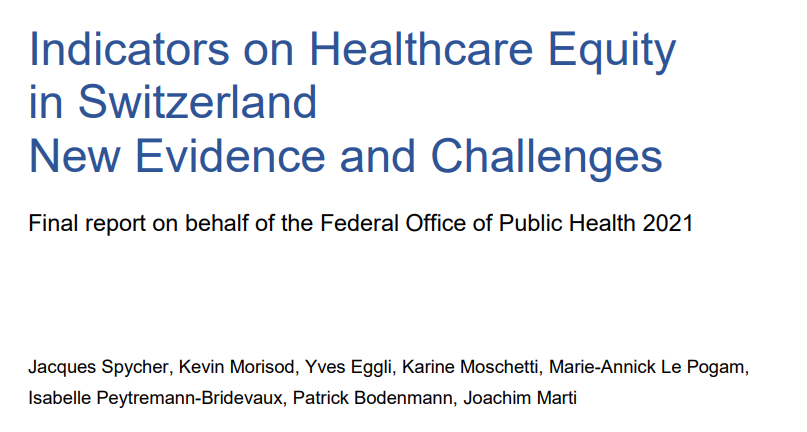 Indicators on Healthcare Equity
in Switzerland
New Evidence and Challenges
Final report on behalf of the Federal Office of Public Health 2021
Jacques Spycher, Kevin Morisod, Yves Eggli, Karine Moschetti, Marie-Annick Le Pogam,
Isabelle Peytremann-Bridevaux, Patrick Bodenmann, Joachim Marti